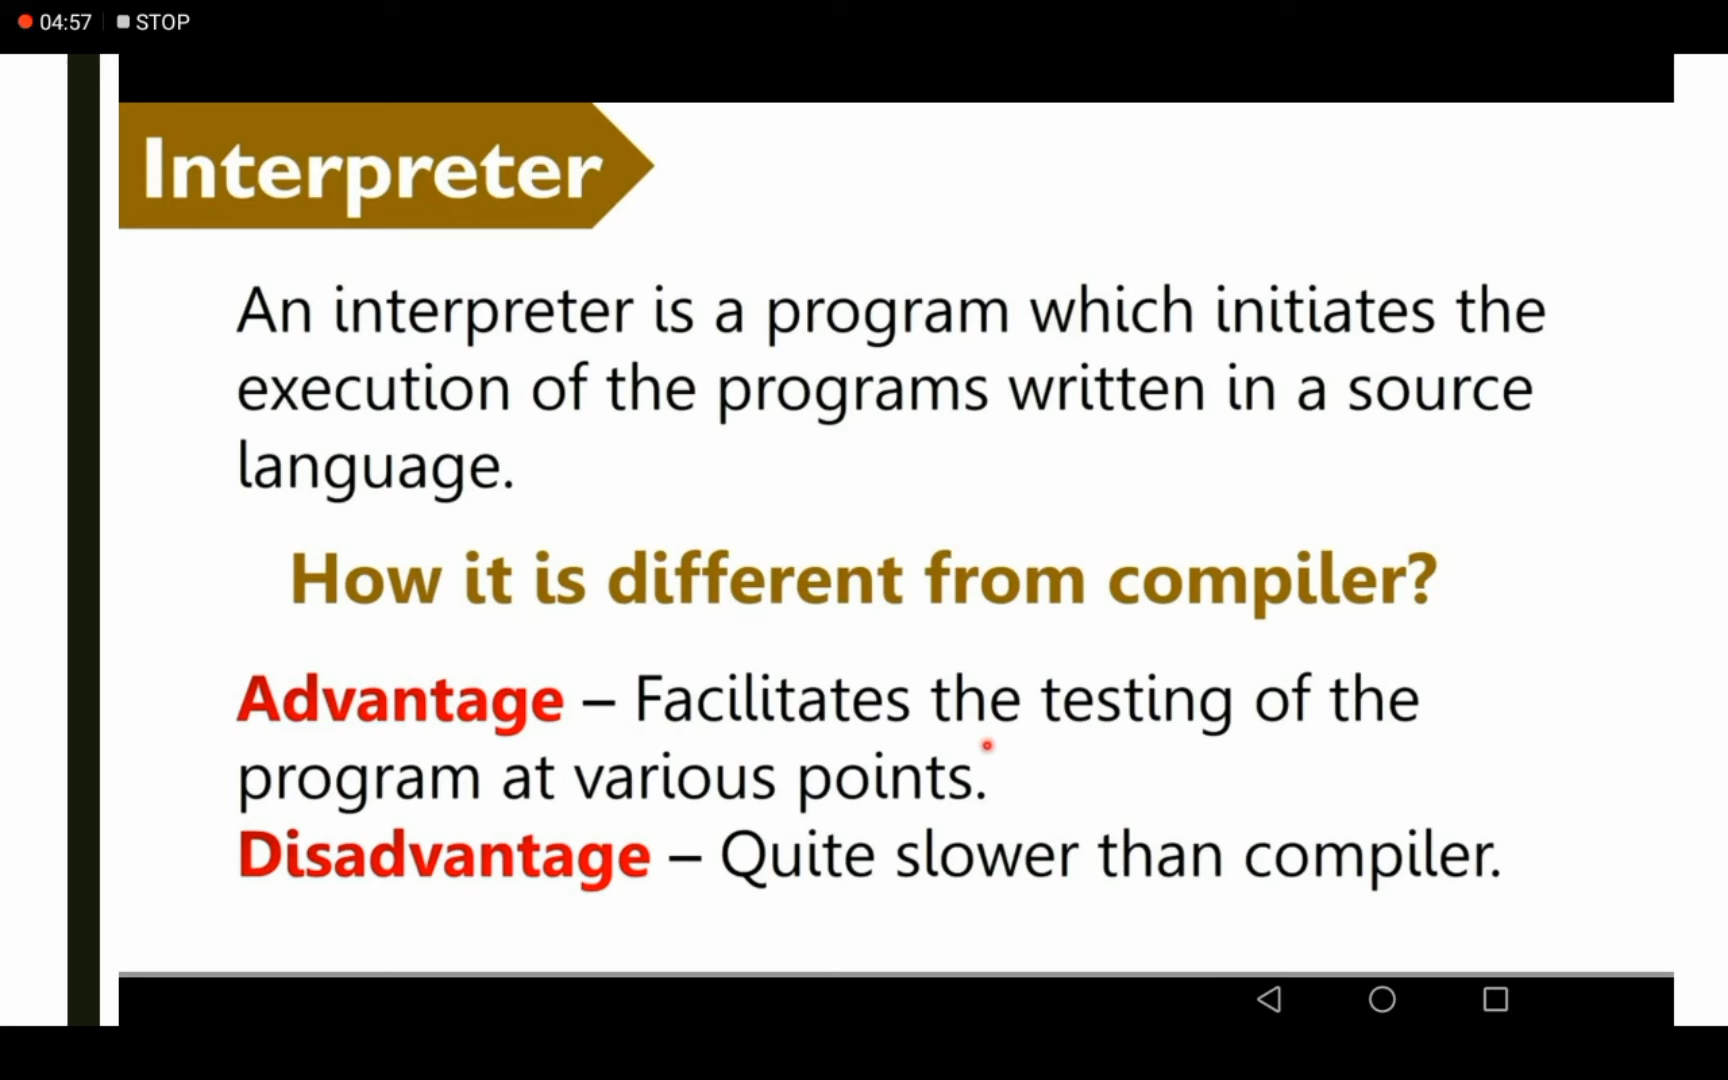 04:57 STOP
Interpreter
An interpreter is a program which initiates the
execution of the programs written in a source
language.
How it is different from compiler?
Advantage – Facilitates the testing of the
program at various points.
Disadvantage – Quite slower than compiler.